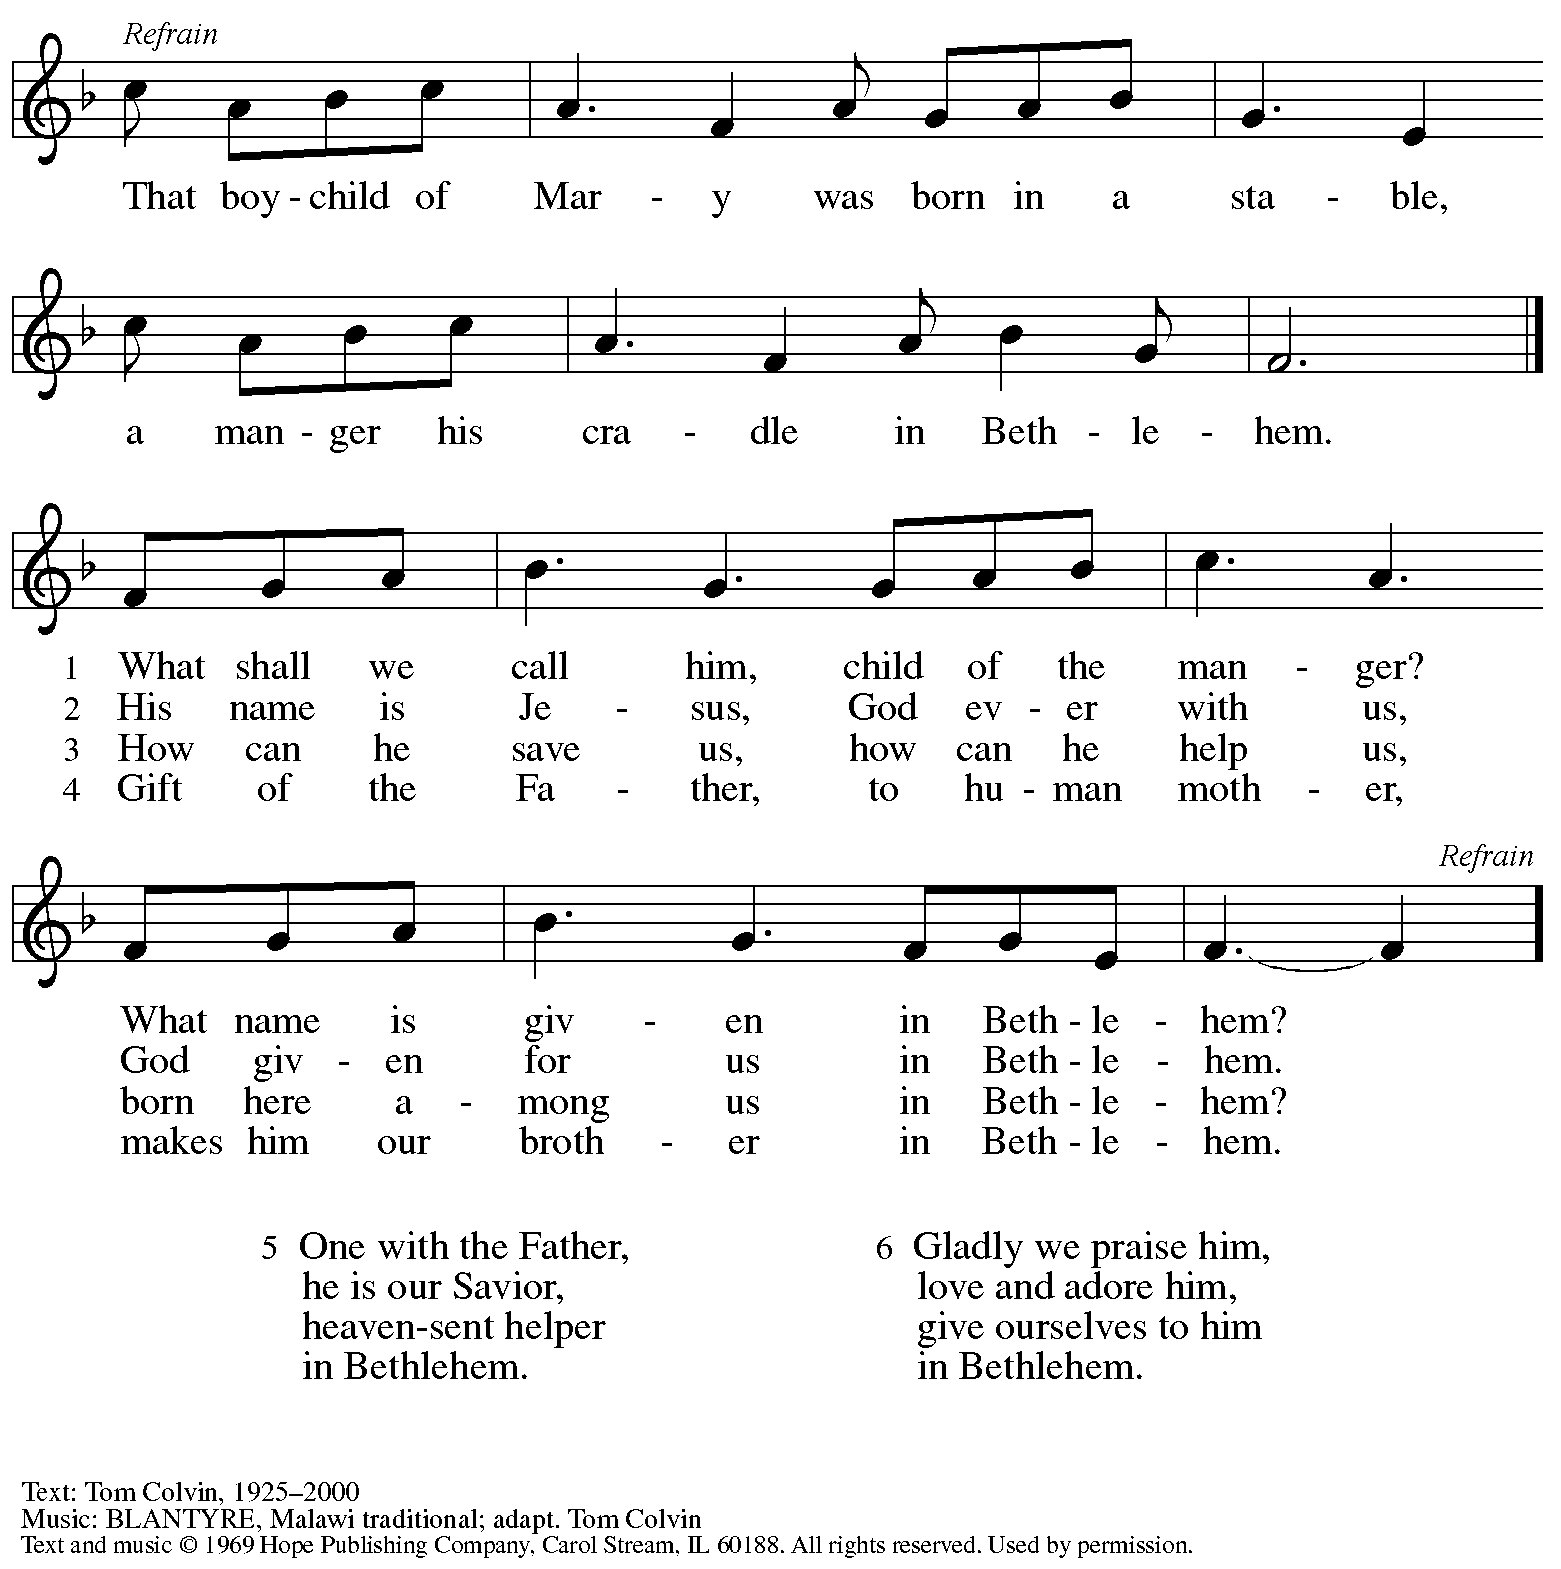 Refrain
That boy - child of Mar - y was born in a sta - ble,
a man - ger his cra - dle in Beth - le - hem.
1 What shall we call him, child of the man - ger?
2 His name is Je - sus, God ev - er with us,
3 How can he save us, how can he help us,
4 Gift of the Fa - ther, to hu - man moth - er,
Refrain
What name is giv - en in Beth - le - hem?
God giv - en for us in Beth - le - hem.
born here a - mong us in Beth - le - hem?
makes him our broth - er in Beth - le - hem.
5 One with the Father,
he is our Savior,
heaven-sent helper
in Bethlehem.
6 Gladly we praise him,
love and adore him,
give ourselves to him
in Bethlehem.
Text: Tom Colvin, 1925–2000
Music: BLANTYRE, Malawi traditional; adapt. Tom Colvin
Text and music © 1969 Hope Publishing Company, Carol Stream, IL 60188. All rights reserved. Used by permission.